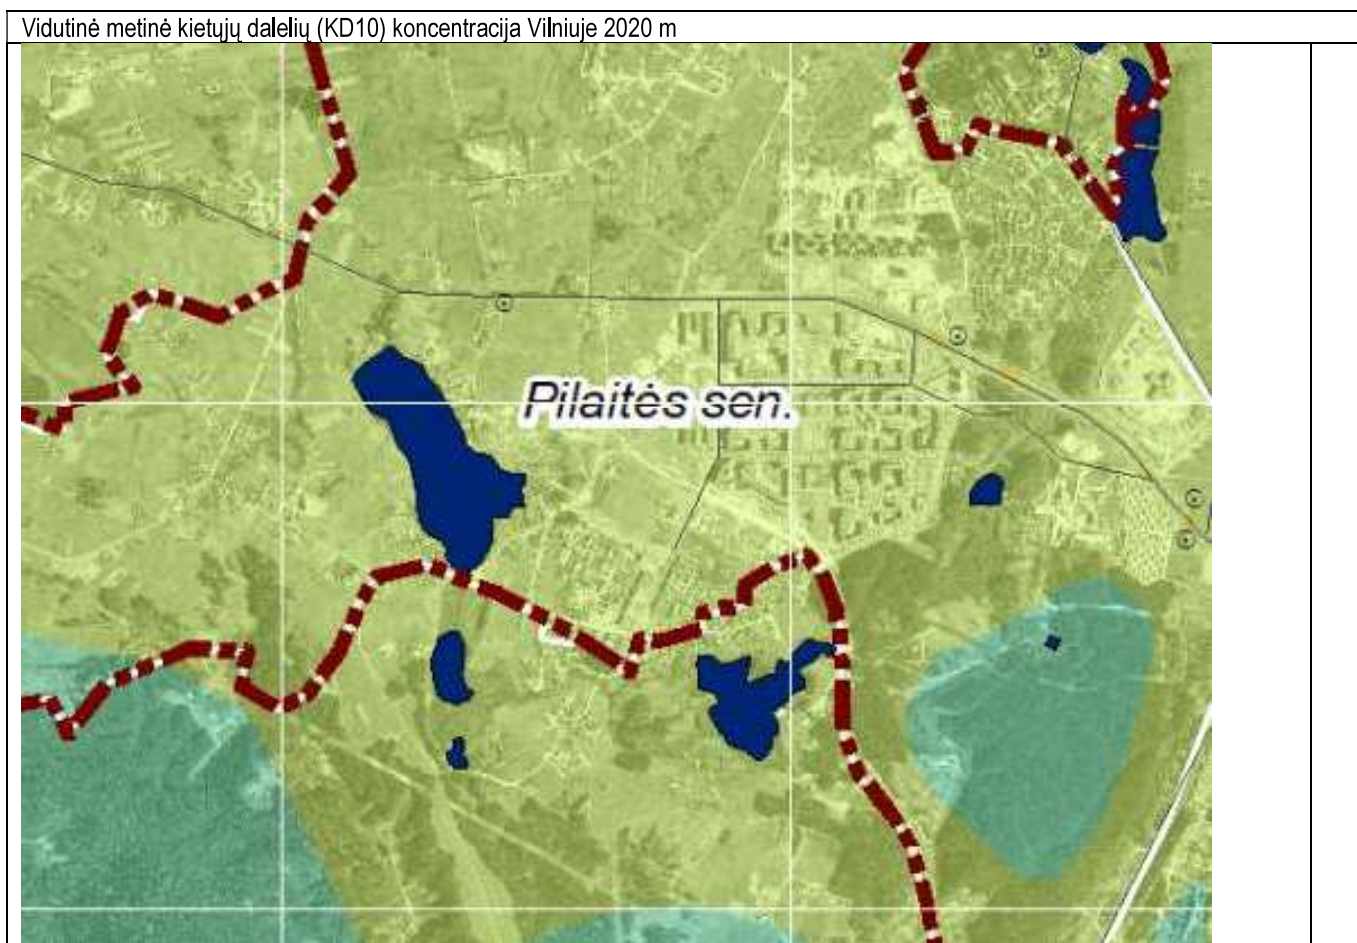 Vidutinė metinė kietųjų dalelių (KD10) koncentracija Vilniuje 2020 m
Pilaitės sen.